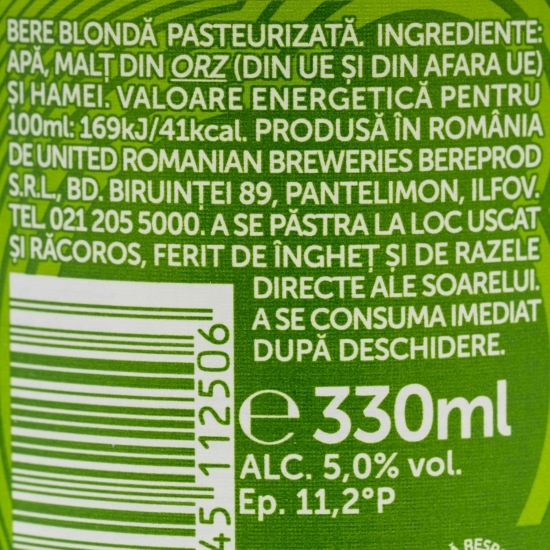 BERE BLONDĂ PASTEURIZATĂ. INGREDIENTE:
APĂ, MALȚ DIN ORZ (DIN UE ȘI DIN AFARA UE)
ȘI HAMEI. VALOARE ENERGETICĂ PENTRU
100ml: 169kJ/41kcal. PRODUSĂ ÎN ROMÂNIA
DE UNITED ROMANIAN BREWERIES BEREPROD
S.R.L., BD. BIRUINȚEI 89, PANTELIMON, ILFOV.
TEL. 021 205 5000. A SE PĂSTRA LA LOC USCAT
ȘI RĂCOROS, FERIT DE ÎNGHEȚ ȘI DE RAZELE
DIRECTE ALE SOARELUI.
A SE CONSUMA IMEDIAT
DUPĂ DESCHIDERE.
℮ 330ml
ALC. 5,0% vol.
Ep. 11,2°P
45 112506